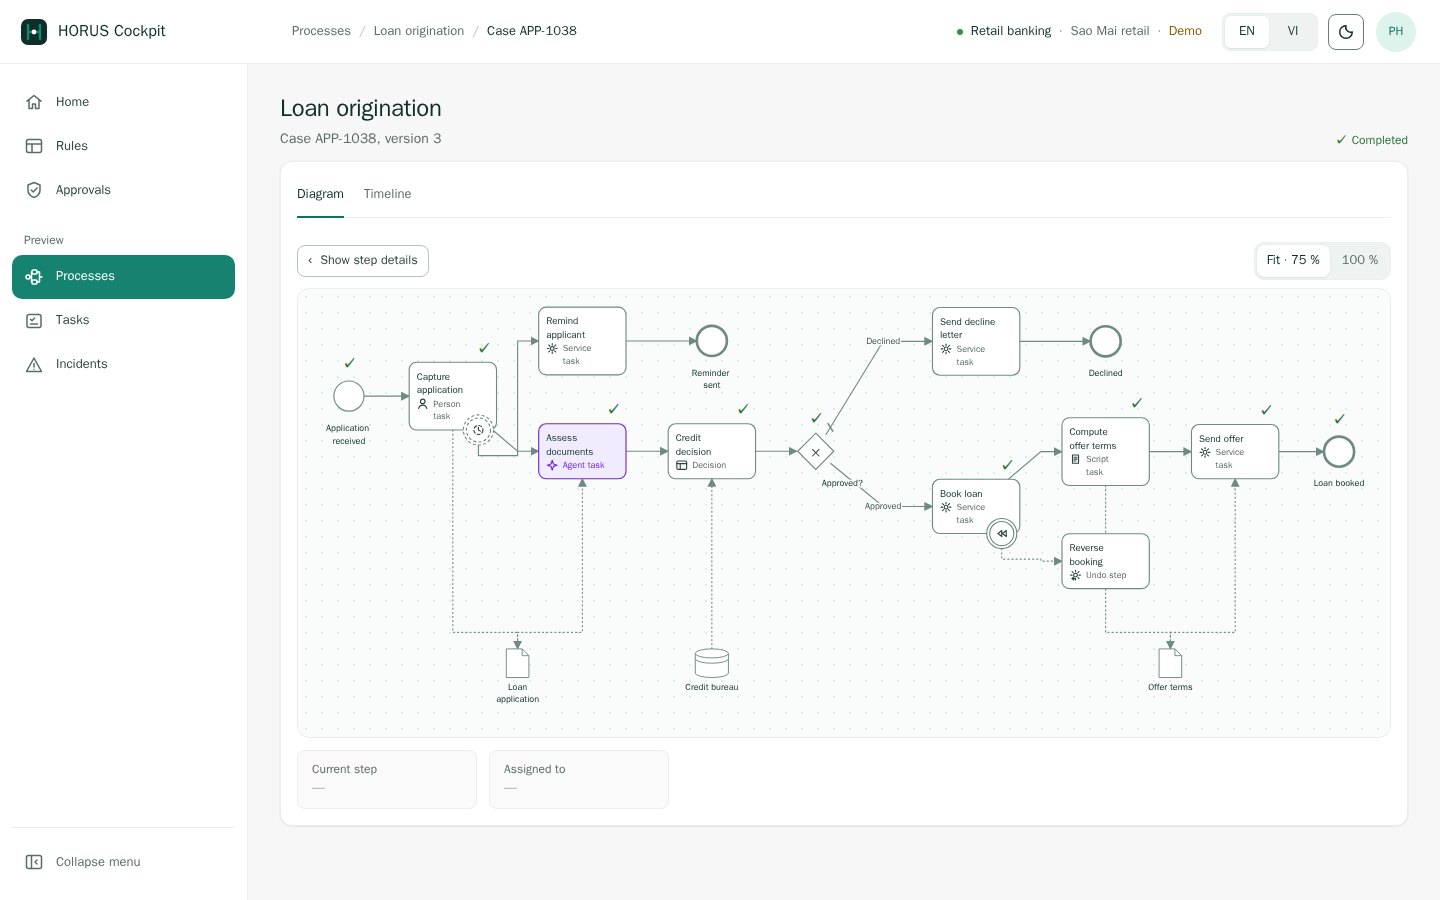 HORUS Cockpit
Processes / Loan origination / Case APP-1038
Retail banking · Sao Mai retail · Demo
EN VI
PH
Home
Rules
Approvals
Preview
Processes
Tasks
Incidents
Collapse menu
Loan origination
Case APP-1038, version 3
✓ Completed
Diagram Timeline
‹ Show step details
Fit · 75 % 100 %
Application
received
Capture
application
Person
task
Remind
applicant
Service
task
Reminder
sent
Assess
documents
Agent task
Credit
decision
Decision
Approved?
Declined
Approved
Send decline
letter
Service
task
Declined
Book loan
Service
task
Compute
offer terms
Script
task
Reverse
booking
Undo step
Send offer
Service
task
Loan booked
Loan
application
Credit bureau
Offer terms
Current step
—
Assigned to
—